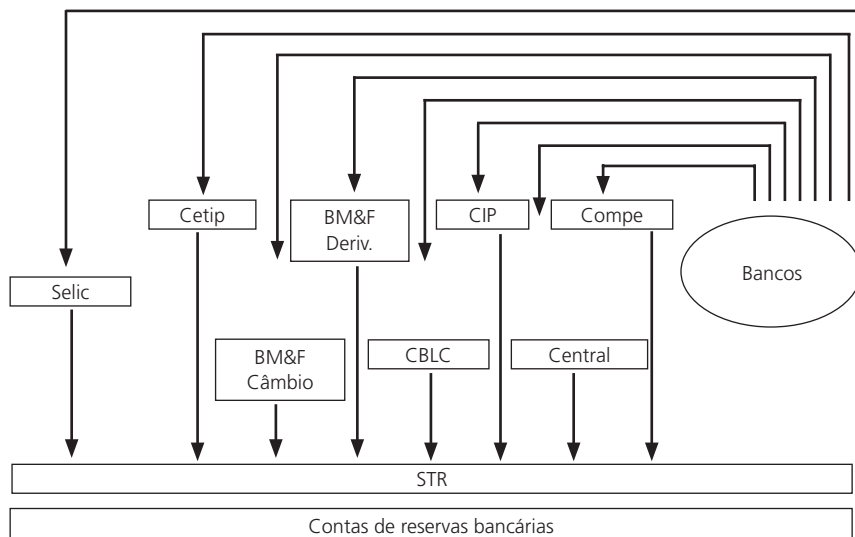 Cetip
BM&F
Deriv.
CIP
Compe
Bancos
Selic
BM&F
Câmbio
CBLC
Central
STR
Contas de reservas bancárias